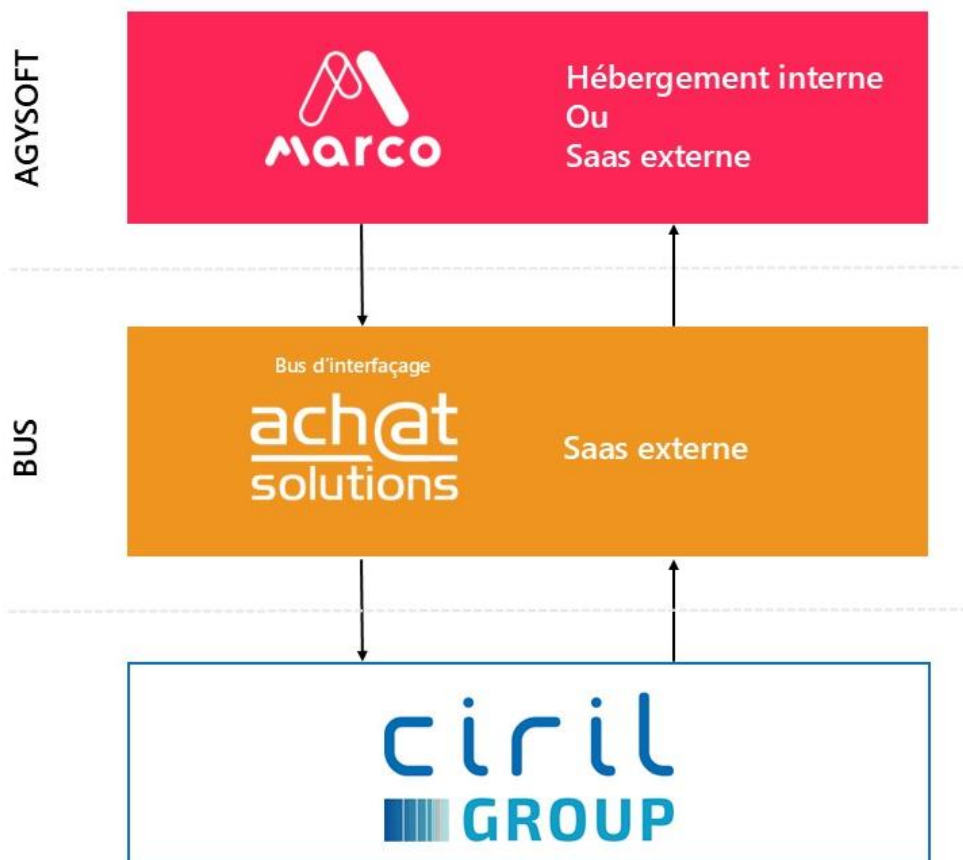 AGYSOFT
marco
Hébergement interne
Ou
Saas externe
BUS
Bus d'interfaçage
ach@t
solutions
Saas externe
ciril
GROUP